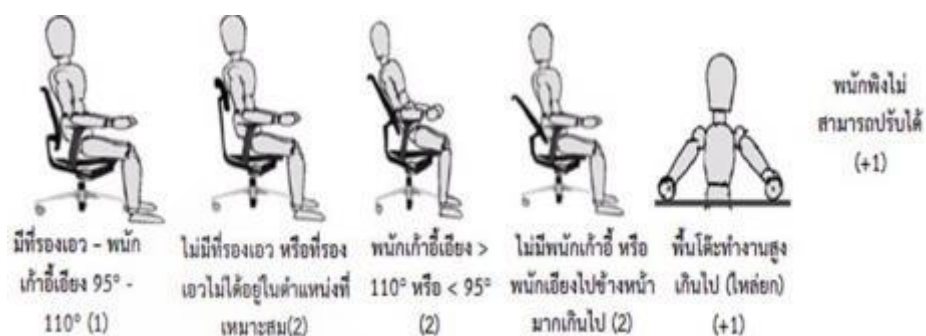 มีที่รองเอว – พนัก
เก้าอี้เอียง 95° -
110° (1)
ไม่มีที่รองเอว หรือที่รอง
เอวไม่ได้อยู่ในตำแหน่งที่
เหมาะสม(2)
พนักเก้าอี้เอียง >
110° หรือ < 95°
(2)
ไม่มีพนักเก้าอี้ หรือ
พนักเอียงไปข้างหน้า
มากเกินไป (2)
พื้นโต๊ะทำงานสูง
เกินไป (ไหล่ยก)
(+1)
พนักพิงไม่
สามารถปรับได้
(+1)